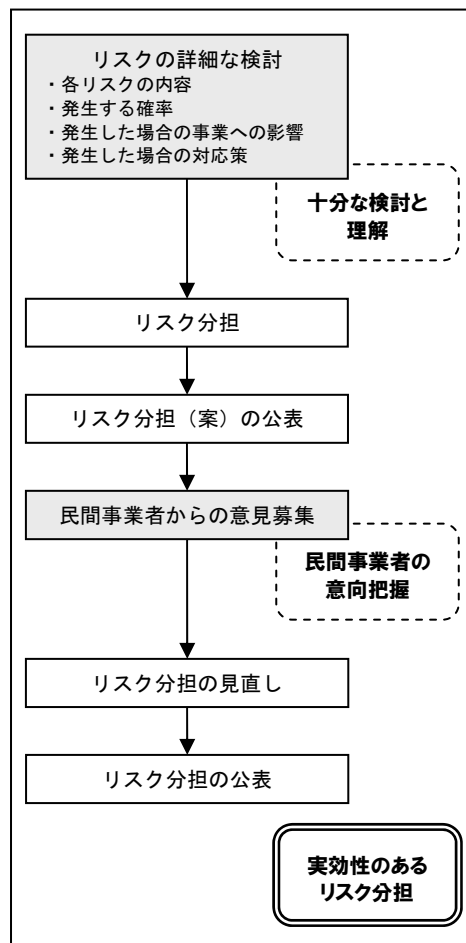 リスクの詳細な検討
・各リスクの内容
・発生する確率
・発生した場合の事業への影響
・発生した場合の対応策
十分な検討と
理解
リスク分担
リスク分担（案）の公表
民間事業者からの意見募集
民間事業者の
意向把握
リスク分担の見直し
リスク分担の公表
実効性のある
リスク分担